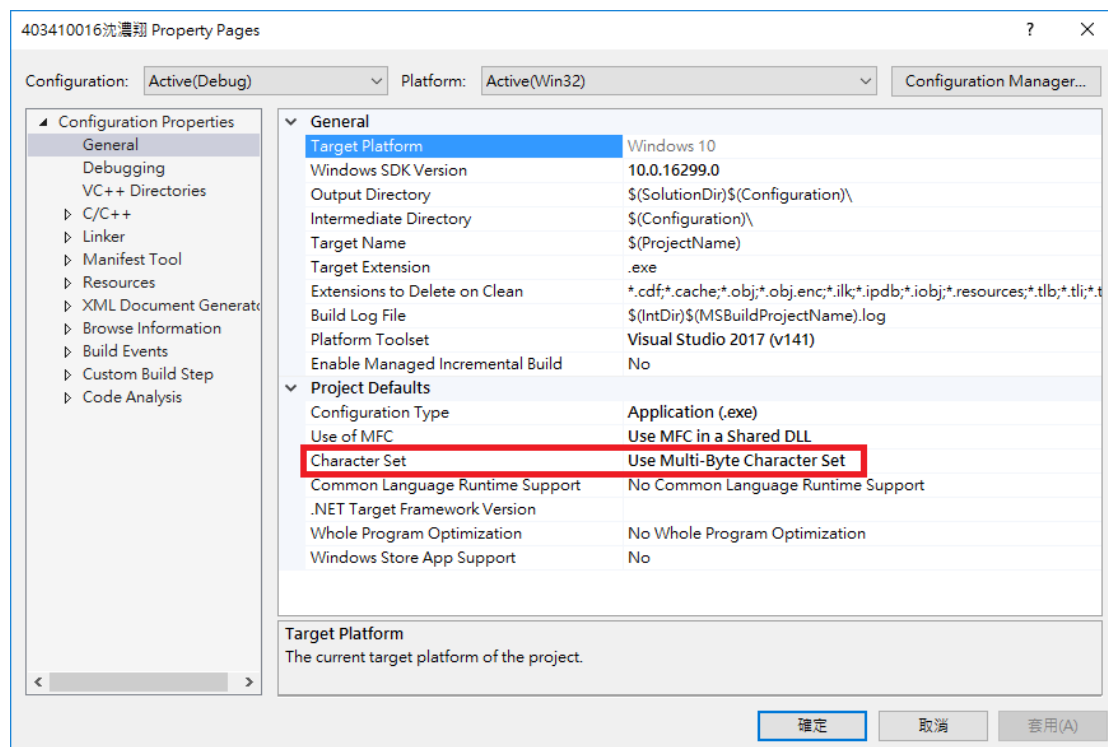 403410016沈濃翔 Property Pages
? ×
Configuration: Active(Debug) Platform: Active(Win32) Configuration Manager...
Configuration Properties
General
Debugging
VC++ Directories
C/C++
Linker
Manifest Tool
Resources
XML Document Generato
Browse Information
Build Events
Custom Build Step
Code Analysis
General
Target Platform Windows 10
Windows SDK Version 10.0.16299.0
Output Directory $(SolutionDir)$(Configuration)\
Intermediate Directory $(Configuration)\
Target Name $(ProjectName)
Target Extension .exe
Extensions to Delete on Clean *.cdf;*.cache;*.obj;*.obj.enc;*.ilk;*.ipdb;*.iobj;*.resources;*.tlb;*.tli;*.t
Build Log File $(IntDir)$(MSBuildProjectName).log
Platform Toolset Visual Studio 2017 (v141)
Enable Managed Incremental Build No
Project Defaults
Configuration Type Application (.exe)
Use of MFC Use MFC in a Shared DLL
Character Set Use Multi-Byte Character Set
Common Language Runtime Support No Common Language Runtime Support
.NET Target Framework Version
Whole Program Optimization No Whole Program Optimization
Windows Store App Support No
Target Platform
The current target platform of the project.
確定 取消 套用(A)